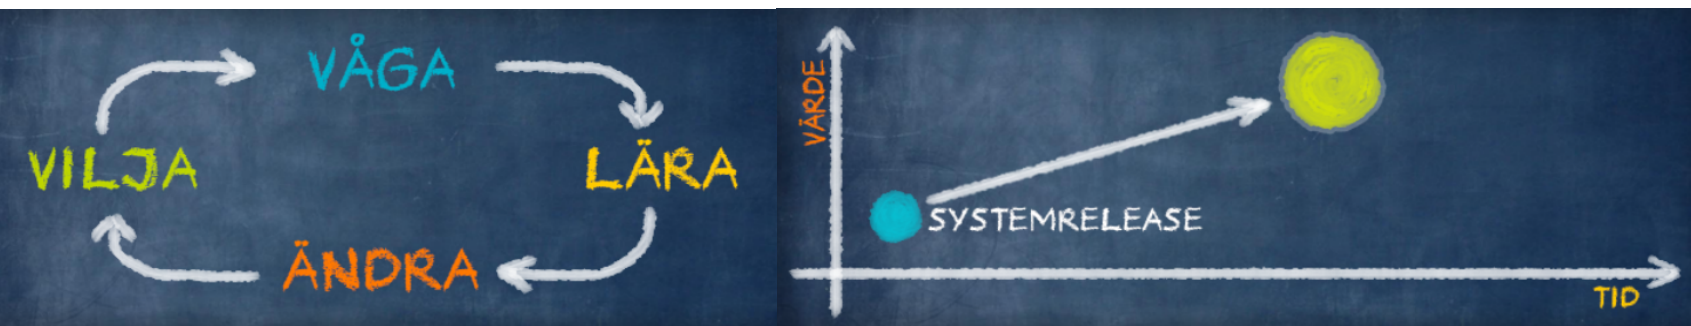 VÅGA
VILJA
LÄRA
ÄNDRA
VÄRDE
SYSTEMRELEASE
TID